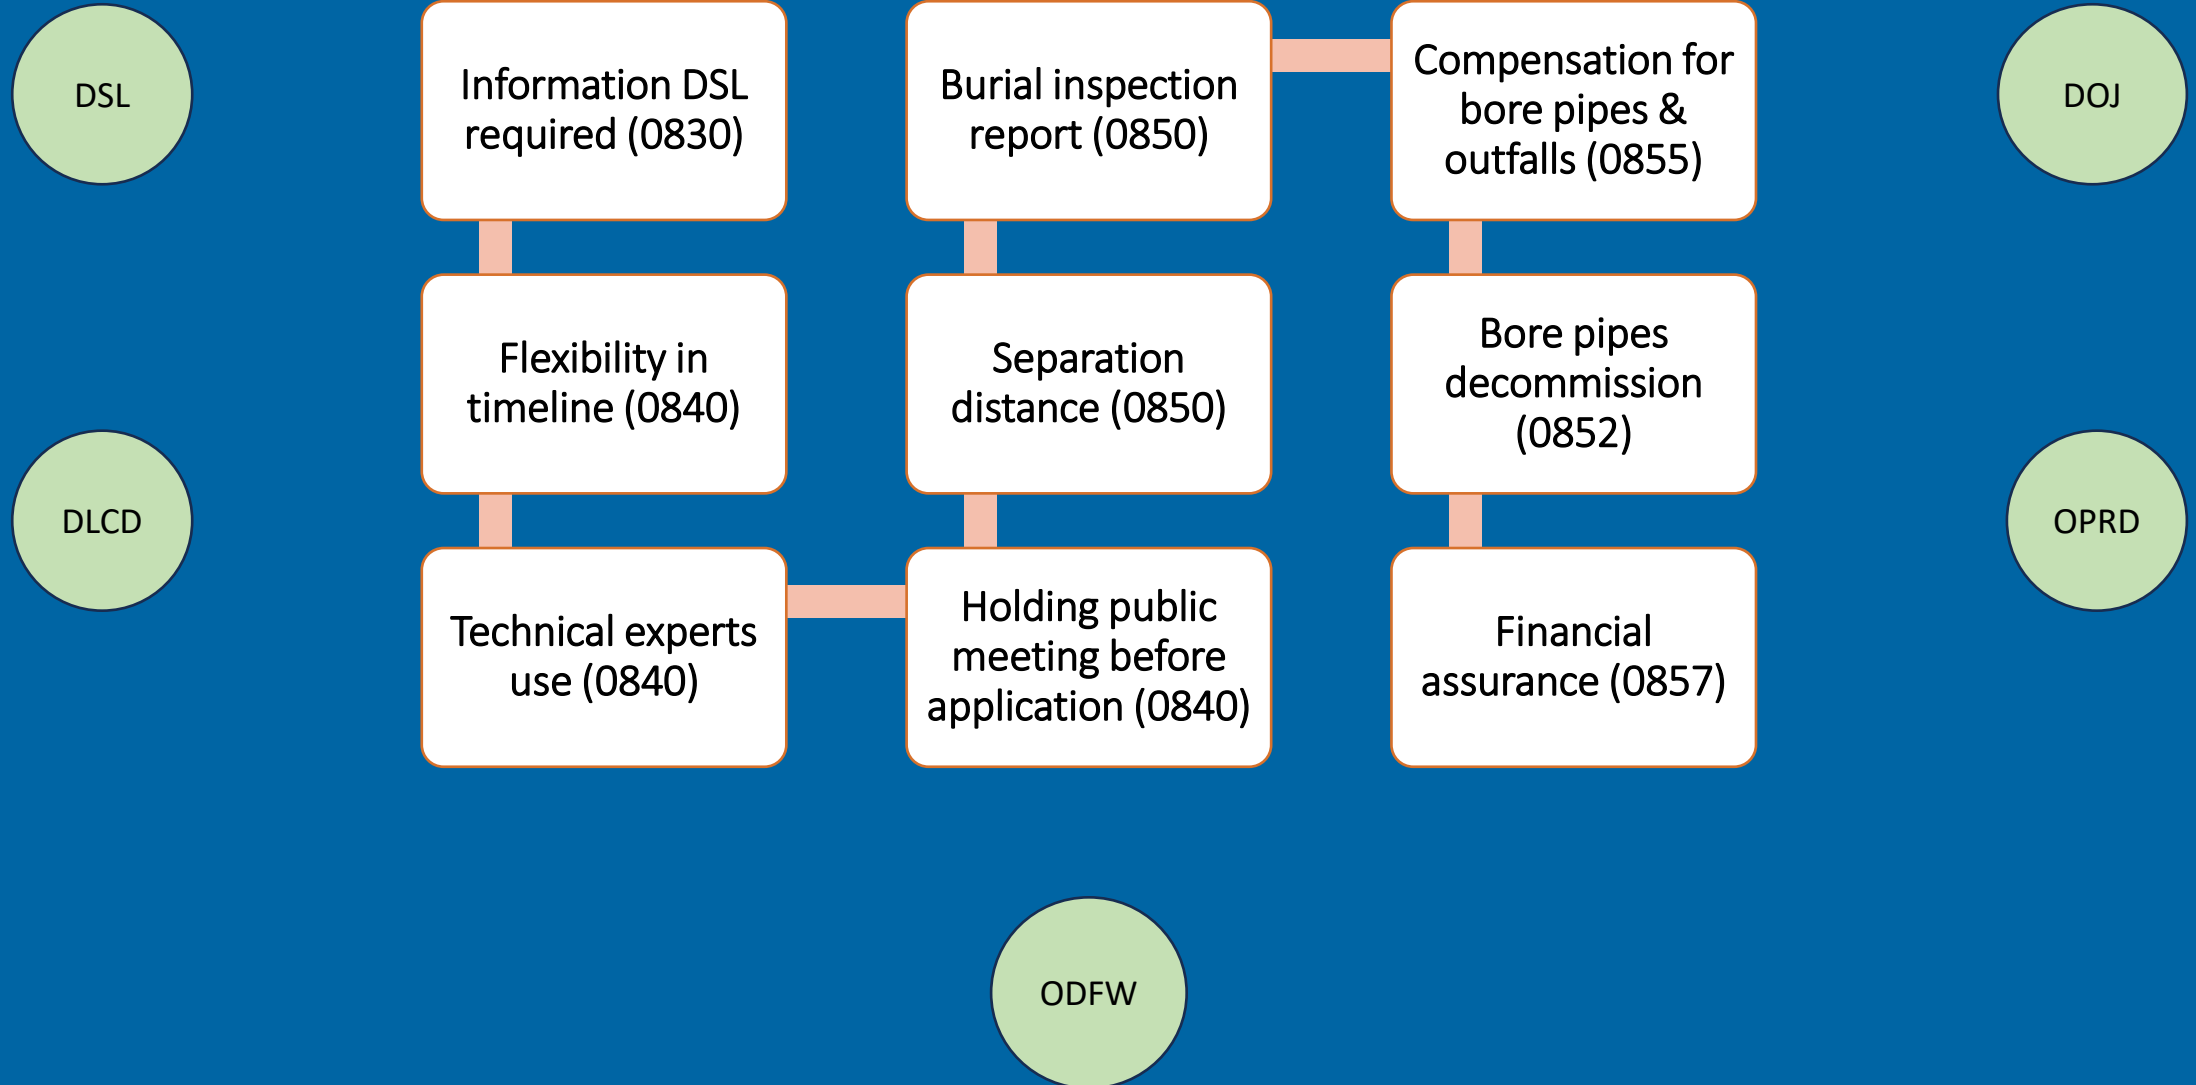 DSL
Information DSL
required (0830)
Burial inspection
report (0850)
Compensation for
bore pipes &
outfalls (0855)
DOJ
Flexibility in
timeline (0840)
Separation
distance (0850)
Bore pipes
decommission
(0852)
DLCD
OPRD
Technical experts
use (0840)
Holding public
meeting before
application (0840)
Financial
assurance (0857)
ODFW